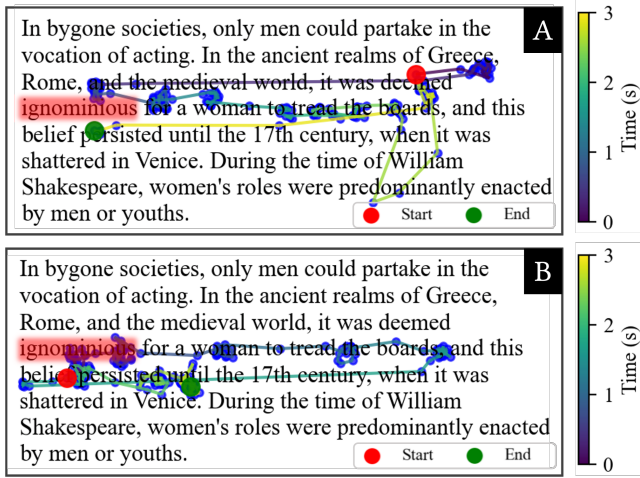 In bygone societies, only men could partake in the
vocation of acting. In the ancient realms of Greece,
Rome, and the medieval world, it was deemed
ignominious for a woman to tread the boards, and this
belief persisted until the 17th century, when it was
shattered in Venice. During the time of William
Shakespeare, women's roles were predominantly enacted
by men or youths.
Start
End
A
3
2
1
0
Time (s)
In bygone societies, only men could partake in the
vocation of acting. In the ancient realms of Greece,
Rome, and the medieval world, it was deemed
ignominious for a woman to tread the boards, and this
belief persisted until the 17th century, when it was
shattered in Venice. During the time of William
Shakespeare, women's roles were predominantly enacted
by men or youths.
Start
End
B
3
2
1
0
Time (s)